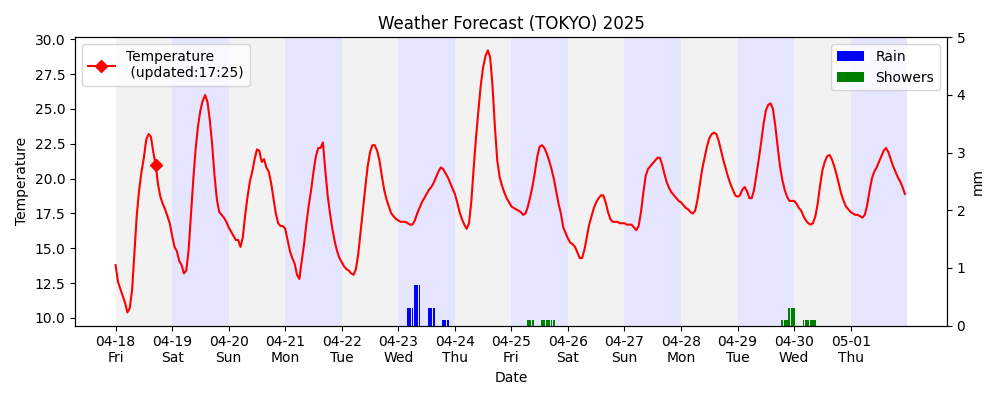 Weather Forecast (TOKYO) 2025
Temperature
(updated:17:25)
Rain
Showers
30.0
27.5
25.0
22.5
20.0
17.5
15.0
12.5
10.0
Temperature
5
4
3
2
1
0
mm
04-18 04-19 04-20 04-21 04-22 04-23 04-24 04-25 04-26 04-27 04-28 04-29 04-30 05-01
Fri Sat Sun Mon Tue Wed Thu Fri Sat Sun Mon Tue Wed Thu
Date